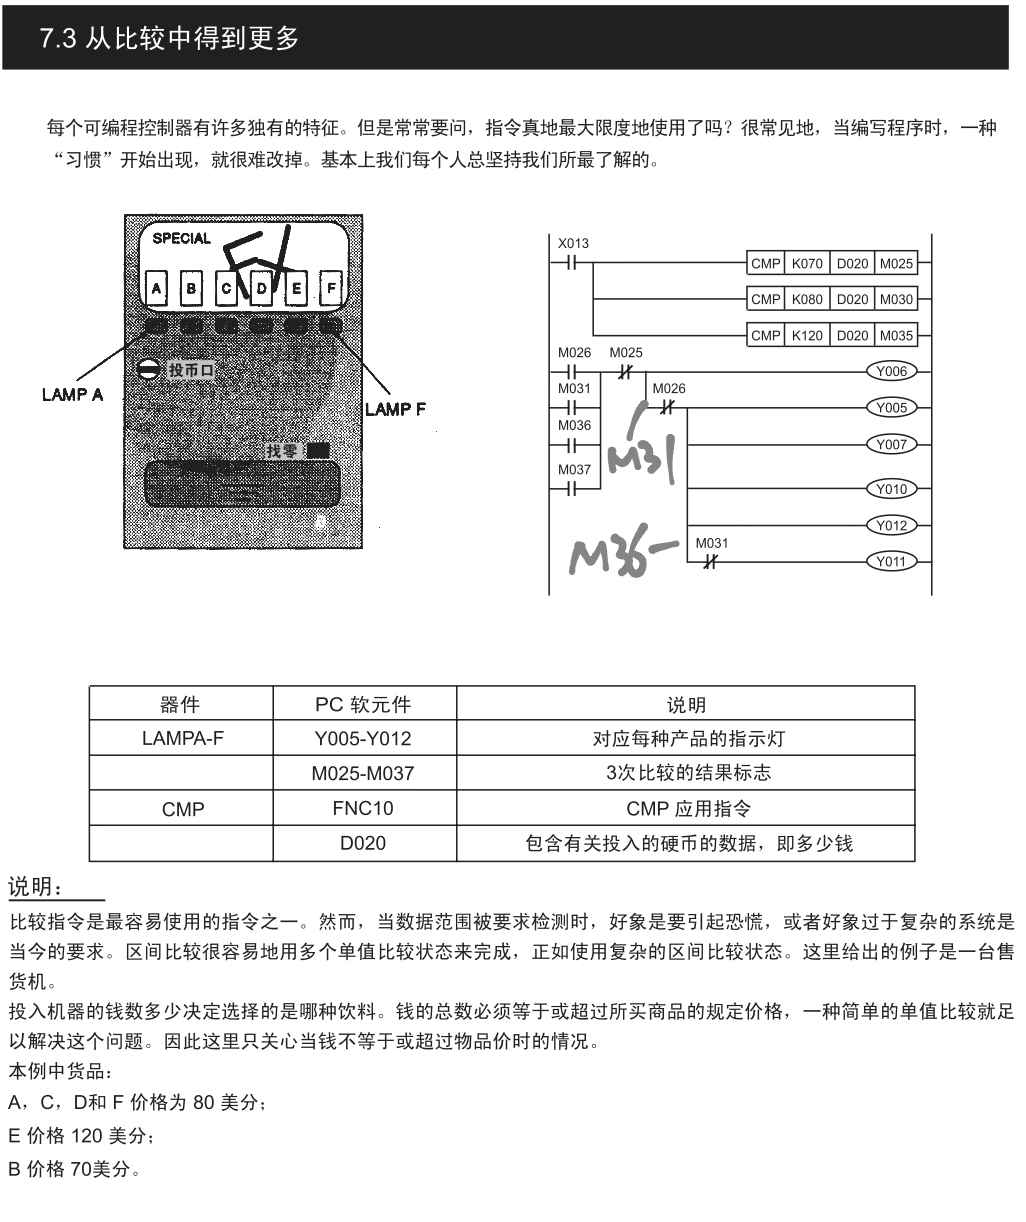 7.3 从比较中得到更多
每个可编程控制器有许多独有的特征。但是常常要问，指令真地最大限度地使用了吗？很常见地，当编写程序时，一种
“习惯”开始出现，就很难改掉。基本上我们每个人总坚持我们所最了解的。
SPECIAL
A B C D E F
投币口
LAMP A
LAMP F
找零
X013
CMP K070 D020 M025
CMP K080 D020 M030
CMP K120 D020 M035
M026 M025
Y006
M031 M026
Y005
M036
Y007
M31
M037
Y010
Y012
M36
M031
Y011
器件 PC 软元件 说明
LAMPA-F Y005-Y012 对应每种产品的指示灯
M025-M037 3次比较的结果标志
CMP FNC10 CMP 应用指令
D020 包含有关投入的硬币的数据，即多少钱
说明：
比较指令是最容易使用的指令之一。然而，当数据范围被要求检测时，好象是要引起恐慌，或者好象过于复杂的系统是
当今的要求。区间比较很容易地用多个单值比较状态来完成，正如使用复杂的区间比较状态。这里给出的例子是一台售
货机。
投入机器的钱数多少决定选择的是哪种饮料。钱的总数必须等于或超过所买商品的规定价格，一种简单的单值比较就足
以解决这个问题。因此这里只关心当钱不等于或超过物品价时的情况。
本例中货品：
A，C，D和 F 价格为 80 美分；
E 价格 120 美分；
B 价格 70美分。